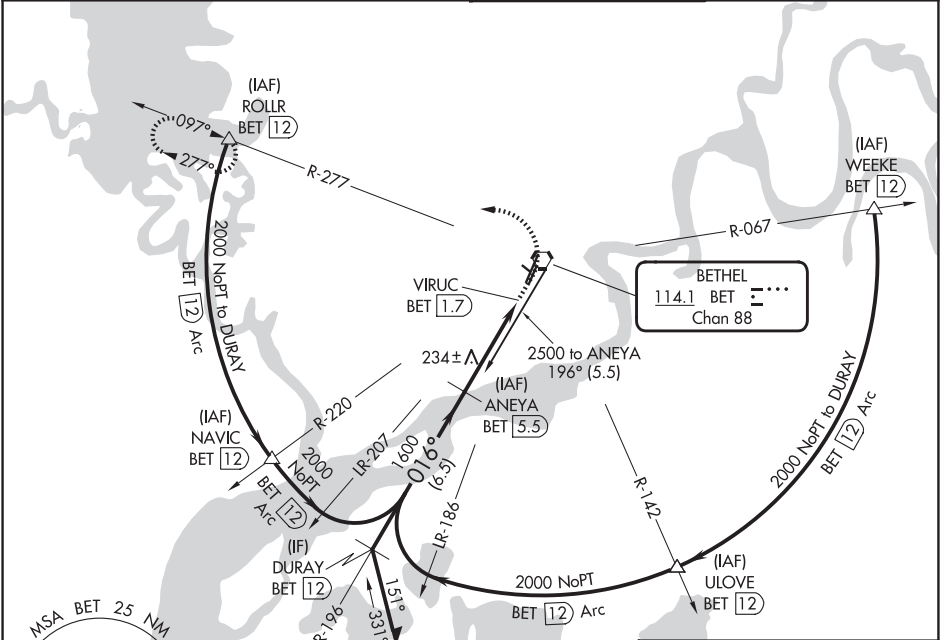 (IAF)
ROLLR
BET 12
097°
277°
R-277
(IAF)
WEEKE
BET 12
R-067
2000 NoPT to DURAY
BET 12 Arc
VIRUC
BET 1.7
BETHEL
114.1 BET
Chan 88
234±
2500 to ANEYA
196° (5.5)
(IAF)
ANEYA
BET 5.5
2000 NoPT to DURAY
BET 12 Arc
(IAF)
NAVIC
BET 12
R-220
LR-207
1600
016°
(6.5)
2000
NoPT
BET 12
Arc
LR-186
R-142
(IF)
DURAY
BET 12
R-196
151°
331°
2000 NoPT
BET 12 Arc
(IAF)
ULOVE
BET 12
MSA BET 25 NM